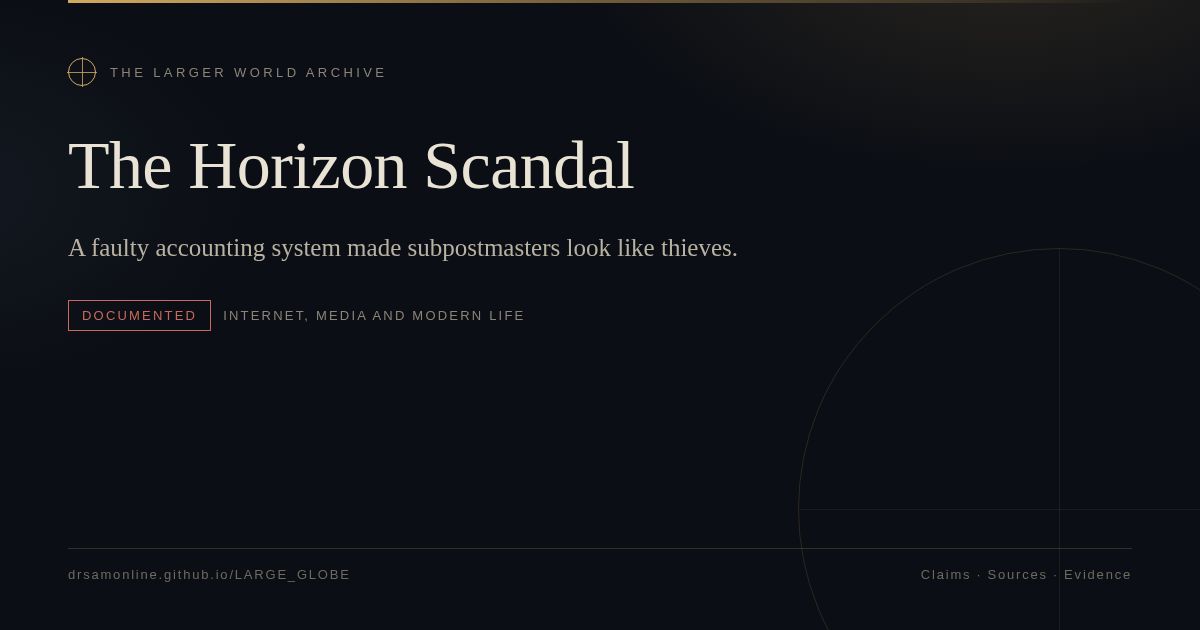 THE LARGER WORLD ARCHIVE
The Horizon Scandal
A faulty accounting system made subpostmasters look like thieves.
DOCUMENTED INTERNET, MEDIA AND MODERN LIFE
drsamonline.github.io/LARGE_GLOBE Claims · Sources · Evidence